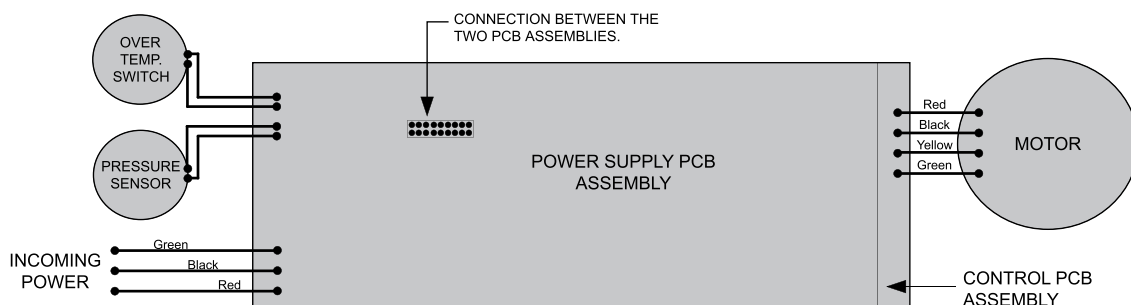 CONNECTION BETWEEN THE
TWO PCB ASSEMBLIES.
OVER
TEMP.
SWITCH
PRESSURE
SENSOR
POWER SUPPLY PCB
ASSEMBLY
Red
Black
Yellow
Green
MOTOR
INCOMING
POWER
Green
Black
Red
CONTROL PCB
ASSEMBLY